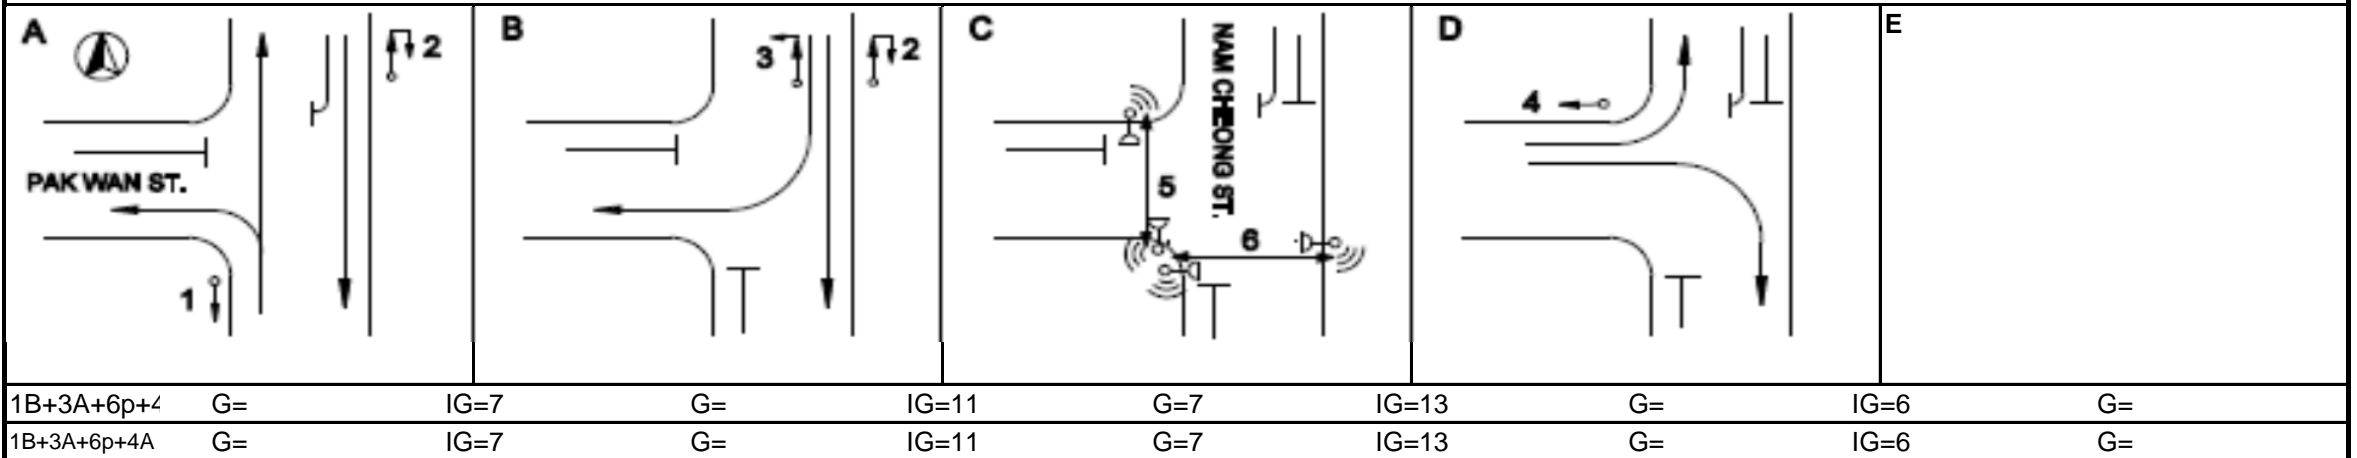 A
2
PAK WAN ST.
1
B
3
2
C
NAM CHEONG ST.
5
6
D
4
E
1B+3A+6p+4 G= IG=7 G= IG=11 G=7 IG=13 G= IG=6 G=
1B+3A+6p+4A G= IG=7 G= IG=11 G=7 IG=13 G= IG=6 G=